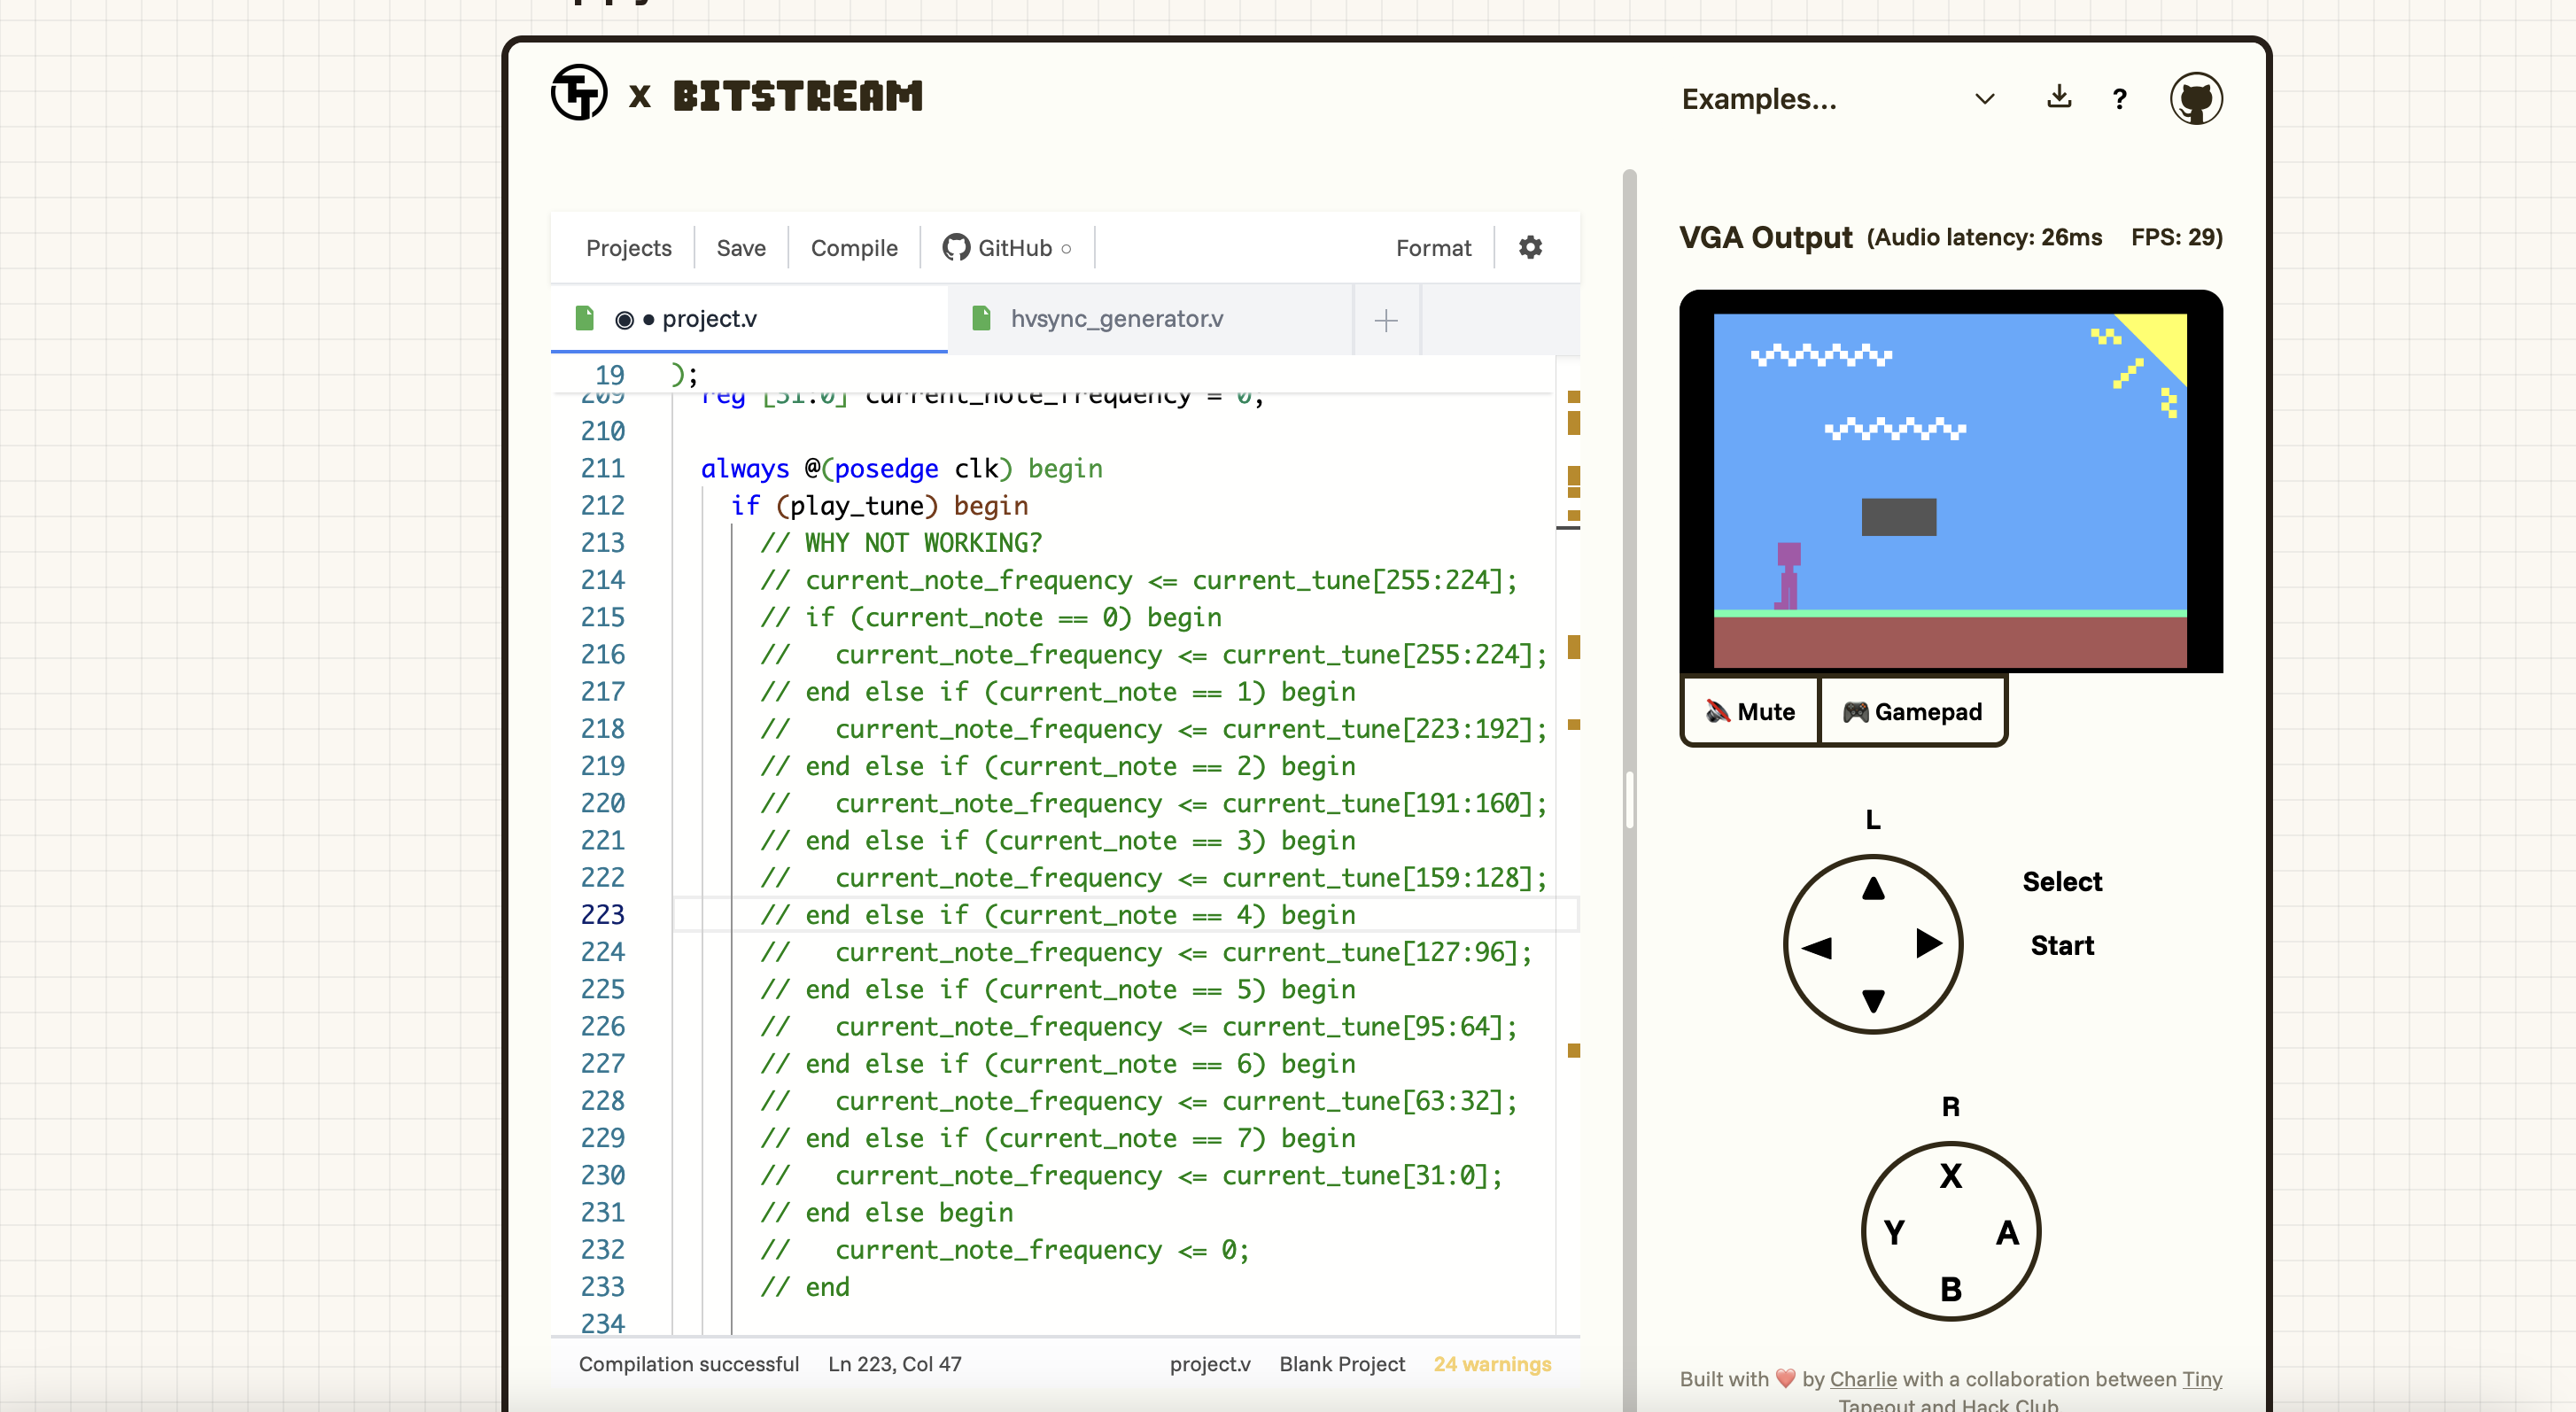 x BITSTREAM
Examples...
?
Projects
Save
Compile
GitHub
Format
project.v
hvsync_generator.v
19 );
209 reg [31:0] current_note_frequency = 0;
210
211 always @(posedge clk) begin
212 if (play_tune) begin
213 // WHY NOT WORKING?
214 // current_note_frequency <= current_tune[255:224];
215 // if (current_note == 0) begin
216 //   current_note_frequency <= current_tune[255:224];
217 // end else if (current_note == 1) begin
218 //   current_note_frequency <= current_tune[223:192];
219 // end else if (current_note == 2) begin
220 //   current_note_frequency <= current_tune[191:160];
221 // end else if (current_note == 3) begin
222 //   current_note_frequency <= current_tune[159:128];
223 // end else if (current_note == 4) begin
224 //   current_note_frequency <= current_tune[127:96];
225 // end else if (current_note == 5) begin
226 //   current_note_frequency <= current_tune[95:64];
227 // end else if (current_note == 6) begin
228 //   current_note_frequency <= current_tune[63:32];
229 // end else if (current_note == 7) begin
230 //   current_note_frequency <= current_tune[31:0];
231 // end else begin
232 //   current_note_frequency <= 0;
233 // end
234
Compilation successful
Ln 223, Col 47
project.v
Blank Project
24 warnings
VGA Output (Audio latency: 26ms FPS: 29)
Mute
Gamepad
L
Select
Start
R
X
Y
A
B
Built with ❤️ by Charlie with a collaboration between Tiny
Tapeout and Hack Club